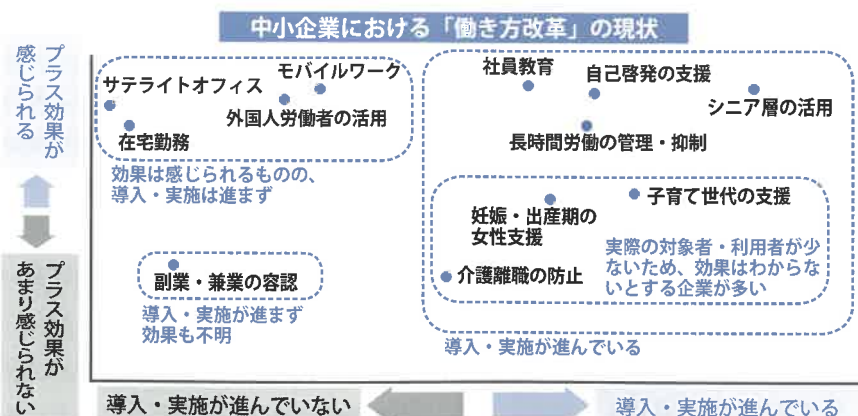 中小企業における「働き方改革」の現状
プラス効果が
感じられる
プラス効果が
あまり感じられない
サテライトオフィス
モバイルワーク
外国人労働者の活用
在宅勤務
効果は感じられるものの、
導入・実施は進まず
副業・兼業の容認
導入・実施が進まず
効果も不明
社員教育
自己啓発の支援
シニア層の活用
長時間労働の管理・抑制
子育て世代の支援
妊娠・出産期の
女性支援
介護離職の防止
実際の対象者・利用者が少
ないため、効果はわからな
いとする企業が多い
導入・実施が進んでいる
導入・実施が進んでいない
導入・実施が進んでいる